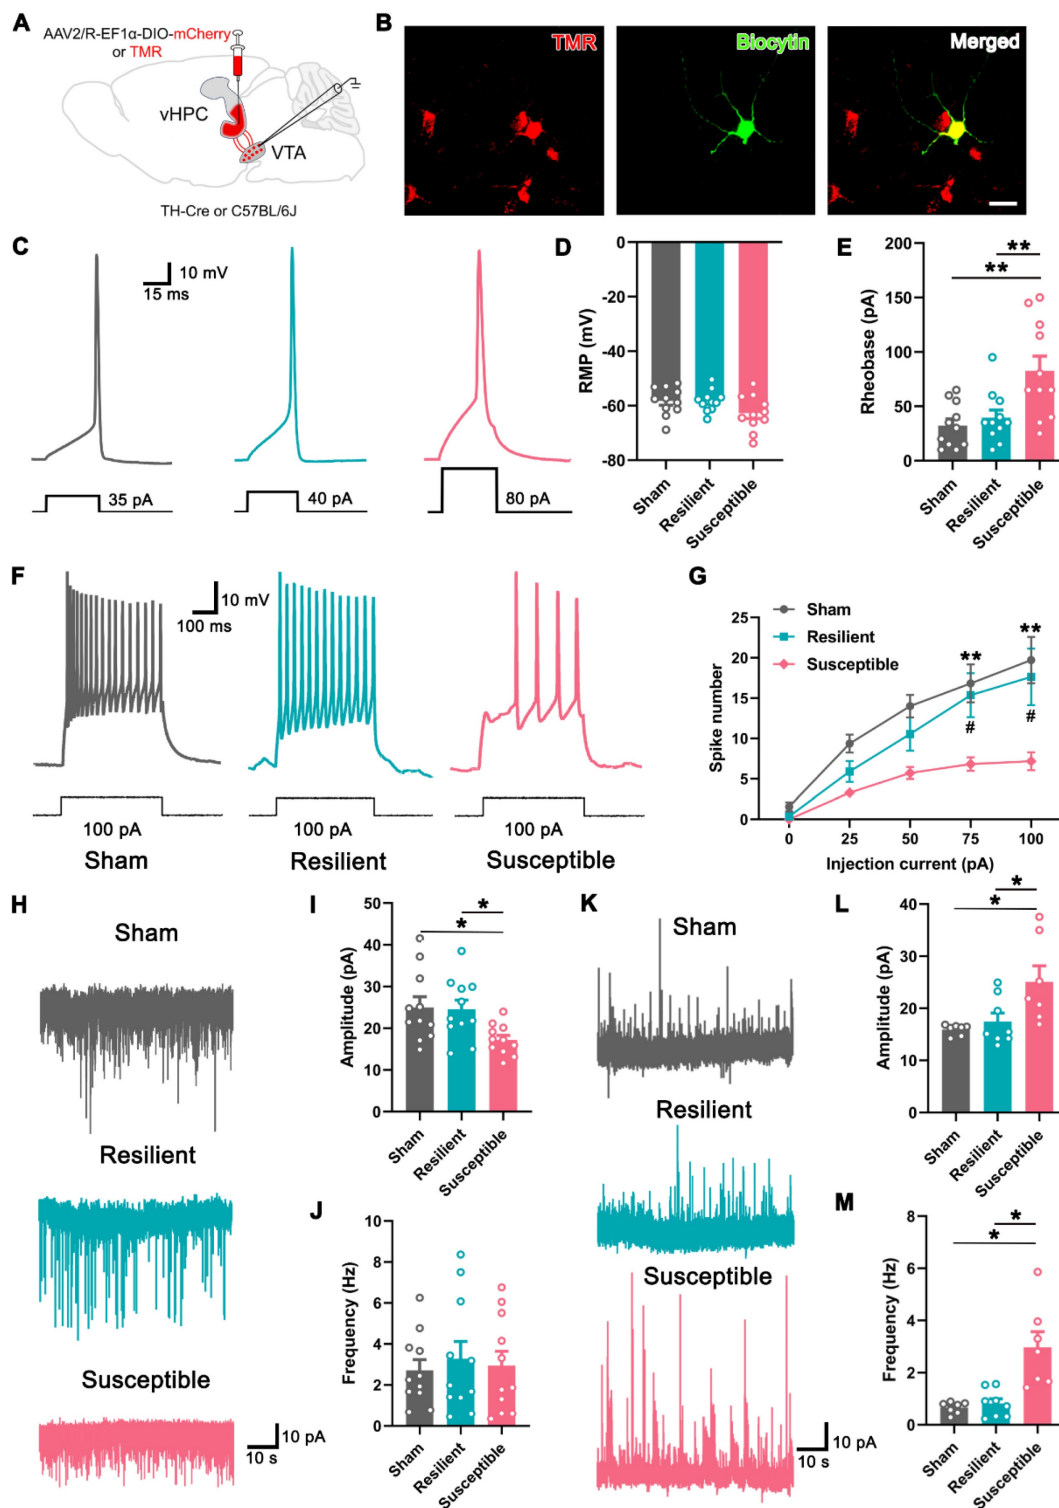 A
AAV2/R-EF1α-DIO-mCherry
or TMR
vHPC
VTA
TH-Cre or C57BL/6J
B
TMR
Biocytin
Merged
C
10 mV
15 ms
35 pA
40 pA
80 pA
D
RMP (mV)
0
-20
-40
-60
-80
Sham
Resilient
Susceptible
E
Rheobase (pA)
200
150
100
50
0
**
**
Sham
Resilient
Susceptible
F
10 mV
100 ms
100 pA
100 pA
100 pA
Sham
Resilient
Susceptible
G
Spike number
25
20
15
10
5
0
Sham
Resilient
Susceptible
**
**
#
#
0
25
50
75
100
Injection current (pA)
H
Sham
Resilient
Susceptible
10 pA
10 s
I
Amplitude (pA)
50
40
30
20
10
0
*
*
Sham
Resilient
Susceptible
J
Frequency (Hz)
10
8
6
4
2
0
Sham
Resilient
Susceptible
K
Sham
Resilient
Susceptible
10 pA
10 s
L
Amplitude (pA)
40
30
20
10
0
*
*
Sham
Resilient
Susceptible
M
Frequency (Hz)
8
6
4
2
0
*
*
Sham
Resilient
Susceptible